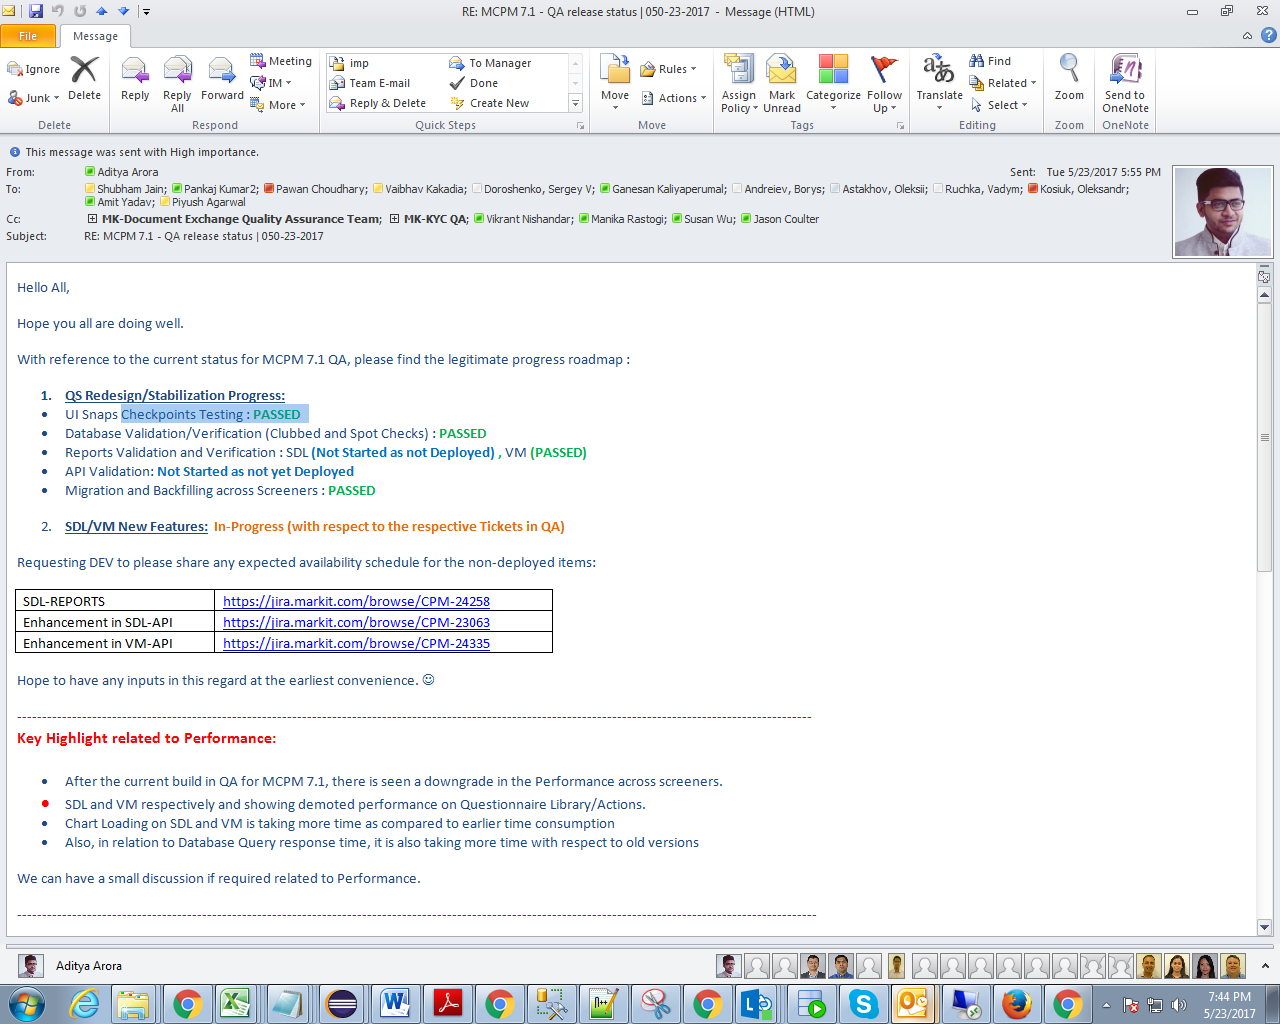 RE: MCPM 7.1 - QA release status | 050-23-2017 - Message (HTML)
File
Message
Ignore
Junk
Delete
Delete
Reply
Reply All
Forward
Meeting
IM
More
Respond
imp
Team E-mail
Reply & Delete
To Manager
Done
Create New
Quick Steps
Move
Rules
Actions
Move
Assign Policy
Mark Unread
Categorize
Follow Up
Tags
Translate
Find
Related
Select
Editing
Zoom
Zoom
Send to OneNote
OneNote
This message was sent with High importance.
From: Aditya Arora
Sent: Tue 5/23/2017 5:55 PM
To: Shubham Jain; Pankaj Kumar2; Pawan Choudhary; Vaibhav Kakadia; Doroshenko, Sergey V; Ganesan Kaliyaperumal; Andreiev, Borys; Astakhov, Oleksii; Ruchka, Vadym; Kosiuk, Oleksandr;
Amit Yadav; Piyush Agarwal
Cc: MK-Document Exchange Quality Assurance Team; MK-KYC QA; Vikrant Nishandar; Manika Rastogi; Susan Wu; Jason Coulter
Subject: RE: MCPM 7.1 - QA release status | 050-23-2017
Hello All,
Hope you all are doing well.
With reference to the current status for MCPM 7.1 QA, please find the legitimate progress roadmap :
1. QS Redesign/Stabilization Progress:
• UI Snaps Checkpoints Testing : PASSED
• Database Validation/Verification (Clubbed and Spot Checks) : PASSED
• Reports Validation and Verification : SDL (Not Started as not Deployed) , VM (PASSED)
• API Validation: Not Started as not yet Deployed
• Migration and Backfilling across Screeners : PASSED
2. SDL/VM New Features: In-Progress (with respect to the respective Tickets in QA)
Requesting DEV to please share any expected availability schedule for the non-deployed items:
SDL-REPORTS https://jira.markit.com/browse/CPM-24258
Enhancement in SDL-API https://jira.markit.com/browse/CPM-23063
Enhancement in VM-API https://jira.markit.com/browse/CPM-24335
Hope to have any inputs in this regard at the earliest convenience. ☺
Key Highlight related to Performance:
• After the current build in QA for MCPM 7.1, there is seen a downgrade in the Performance across screeners.
• SDL and VM respectively and showing demoted performance on Questionnaire Library/Actions.
• Chart Loading on SDL and VM is taking more time as compared to earlier time consumption
• Also, in relation to Database Query response time, it is also taking more time with respect to old versions
We can have a small discussion if required related to Performance.
Aditya Arora
7:44 PM
5/23/2017